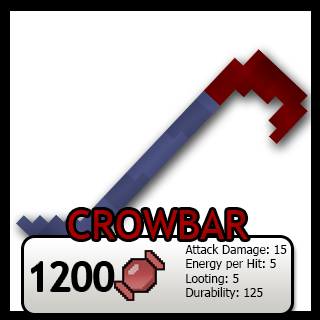 CROWBAR
1200
Attack Damage: 15
Energy per Hit: 5
Looting: 5
Durability: 125